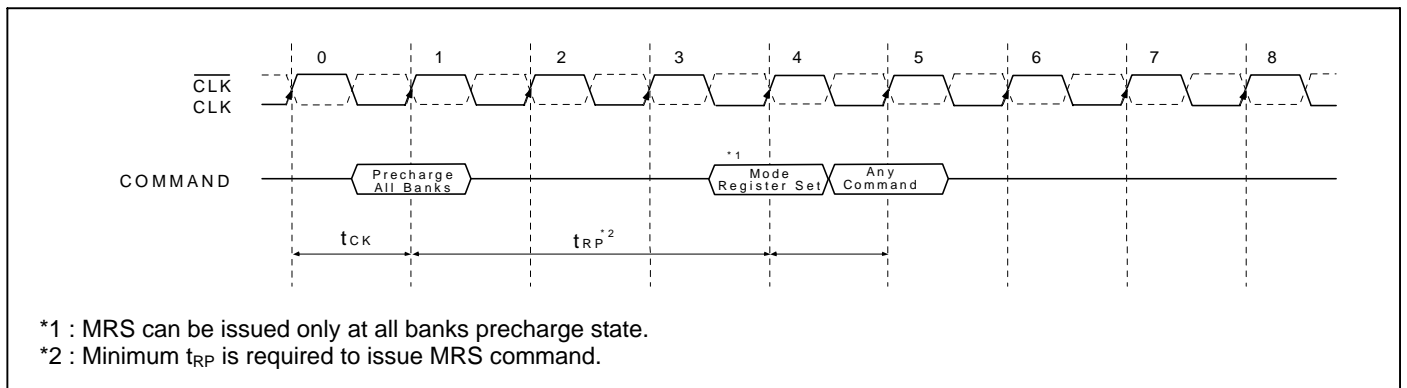 0 1 2 3 4 5 6 7 8
CLK
CLK
COMMAND
Precharge
All Banks
*1
Mode
Register Set
Any
Command
tCK
tRP*2
*1 : MRS can be issued only at all banks precharge state.
*2 : Minimum tRP is required to issue MRS command.